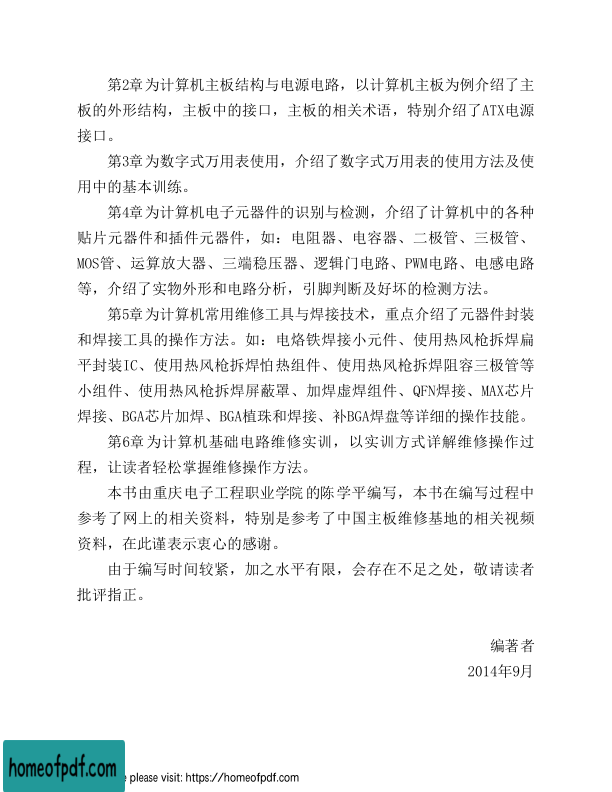 第2章为计算机主板结构与电源电路，以计算机主板为例介绍了主
板的外形结构，主板中的接口，主板的相关术语，特别介绍了ATX电源
接口。
第3章为数字式万用表使用，介绍了数字式万用表的使用方法及使
用中的基本训练。
第4章为计算机电子元器件的识别与检测，介绍了计算机中的各种
贴片元器件和插件元器件，如：电阻器、电容器、二极管、三极管、
MOS管、运算放大器、三端稳压器、逻辑门电路、PWM电路、电感电路
等，介绍了实物外形和电路分析，引脚判断及好坏的检测方法。
第5章为计算机常用维修工具与焊接技术，重点介绍了元器件封装
和焊接工具的操作方法。如：电烙铁焊接小元件、使用热风枪拆焊扁
平封装IC、使用热风枪拆焊怕热组件、使用热风枪拆焊阻容三极管等
小组件、使用热风枪拆焊屏蔽罩、加焊虚焊组件、QFN焊接、MAX芯片
焊接、BGA芯片加焊、BGA植珠和焊接、补BGA焊盘等详细的操作技能。
第6章为计算机基础电路维修实训，以实训方式详解维修操作过
程，让读者轻松掌握维修操作方法。
本书由重庆电子工程职业学院的陈学平编写，本书在编写过程中
参考了网上的相关资料，特别是参考了中国主板维修基地的相关视频
资料，在此谨表示衷心的感谢。
由于编写时间较紧，加之水平有限，会存在不足之处，敬请读者
批评指正。
编著者
2014年9月
homeofpdf.com
e please visit: https://homeofpdf.com